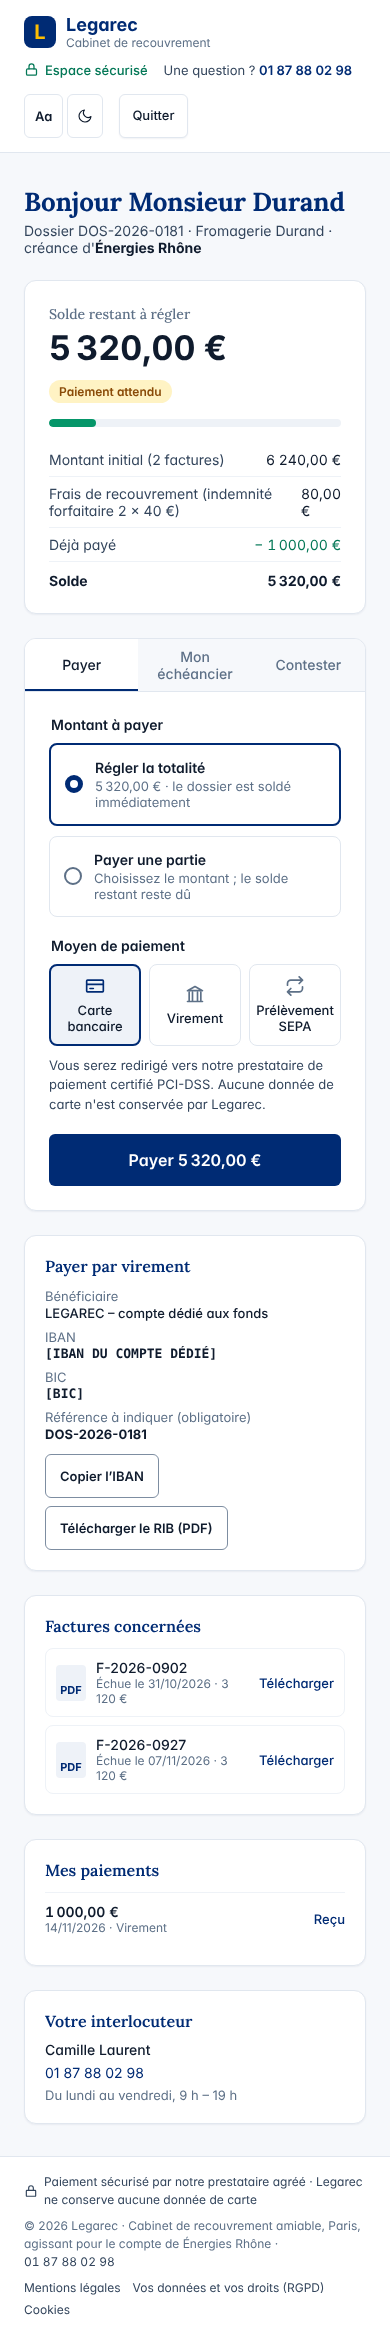 L
Legarec
Cabinet de recouvrement
Espace sécurisé Une question ? 01 87 88 02 98
Aa Quitter
Bonjour Monsieur Durand
Dossier DOS-2026-0181 · Fromagerie Durand ·
créance d'Énergies Rhône
Solde restant à régler
5 320,00 €
Paiement attendu
Montant initial (2 factures) 6 240,00 €
Frais de recouvrement (indemnité
forfaitaire 2 × 40 €)
80,00
€
Déjà payé − 1 000,00 €
Solde 5 320,00 €
Payer
Mon
échéancier
Contester
Montant à payer
Régler la totalité
5 320,00 € · le dossier est soldé
immédiatement
Payer une partie
Choisissez le montant ; le solde
restant reste dû
Moyen de paiement
Carte
bancaire
Virement
Prélèvement
SEPA
Vous serez redirigé vers notre prestataire de
paiement certifié PCI-DSS. Aucune donnée de
carte n'est conservée par Legarec.
Payer 5 320,00 €
Payer par virement
Bénéficiaire
LEGAREC – compte dédié aux fonds
IBAN
[IBAN DU COMPTE DÉDIÉ]
BIC
[BIC]
Référence à indiquer (obligatoire)
DOS-2026-0181
Copier l’IBAN
Télécharger le RIB (PDF)
Factures concernées
PDF
F-2026-0902
Échue le 31/10/2026 · 3
120 €
Télécharger
PDF
F-2026-0927
Échue le 07/11/2026 · 3
120 €
Télécharger
Mes paiements
1 000,00 €
14/11/2026 · Virement
Reçu
Votre interlocuteur
Camille Laurent
01 87 88 02 98
Du lundi au vendredi, 9 h – 19 h
Paiement sécurisé par notre prestataire agréé · Legarec
ne conserve aucune donnée de carte
© 2026 Legarec · Cabinet de recouvrement amiable, Paris,
agissant pour le compte de Énergies Rhône ·
01 87 88 02 98
Mentions légales Vos données et vos droits (RGPD)
Cookies